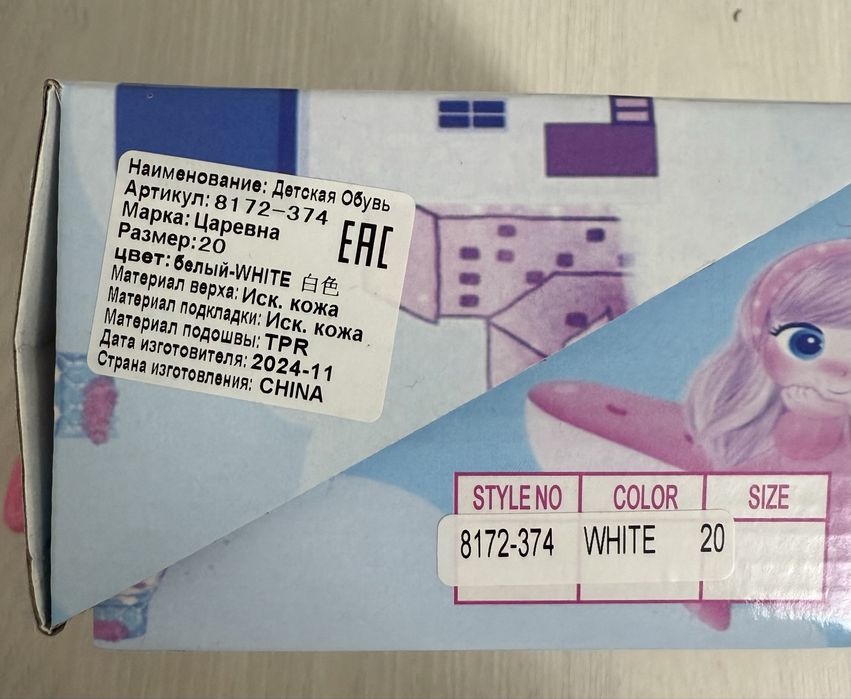 Наименование: Детская Обувь
Артикул: 8172-374
Марка: Царевна
Размер:20
цвет: белый-WHITE 白色
Материал верха: Иск. кожа
Материал подкладки: Иск. кожа
Материал подошвы: TPR
Дата изготовителя: 2024-11
Страна изготовления: CHINA
EAC
STYLE NO COLOR SIZE
8172-374 WHITE 20